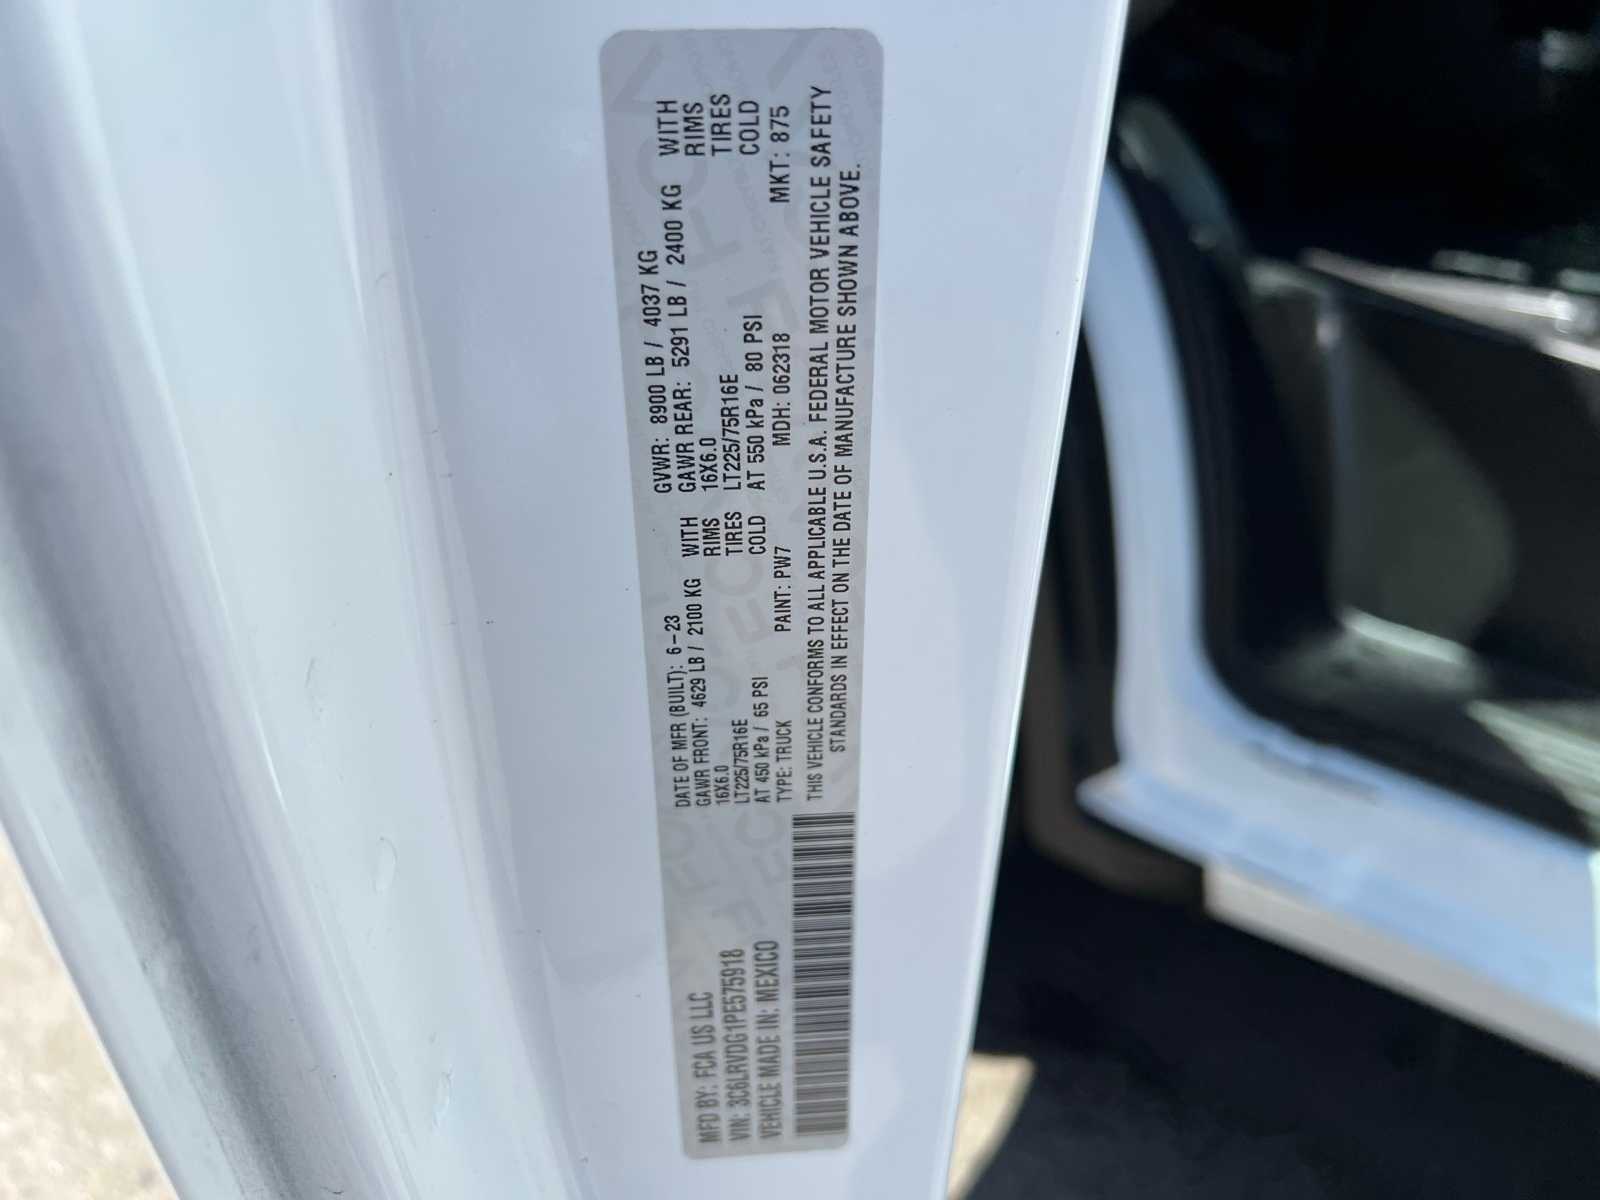 MFD BY: FCA US LLC
VIN: 3C6LRVDG1PE575918
VEHICLE MADE IN: MEXICO
DATE OF MFR (BUILT): 6-23 GVWR: 8900 LB / 4037 KG
GAWR FRONT: 4629 LB / 2100 KG WITH GAWR REAR: 5291 LB / 2400 KG WITH
16X6.0 RIMS 16X6.0 RIMS
LT225/75R16E TIRES LT225/75R16E TIRES
AT 450 kPa / 65 PSI COLD AT 550 kPa / 80 PSI COLD
TYPE: TRUCK PAINT: PW7 MDH: 062318 MKT: 875
THIS VEHICLE CONFORMS TO ALL APPLICABLE U.S.A. FEDERAL MOTOR VEHICLE SAFETY
STANDARDS IN EFFECT ON THE DATE OF MANUFACTURE SHOWN ABOVE.